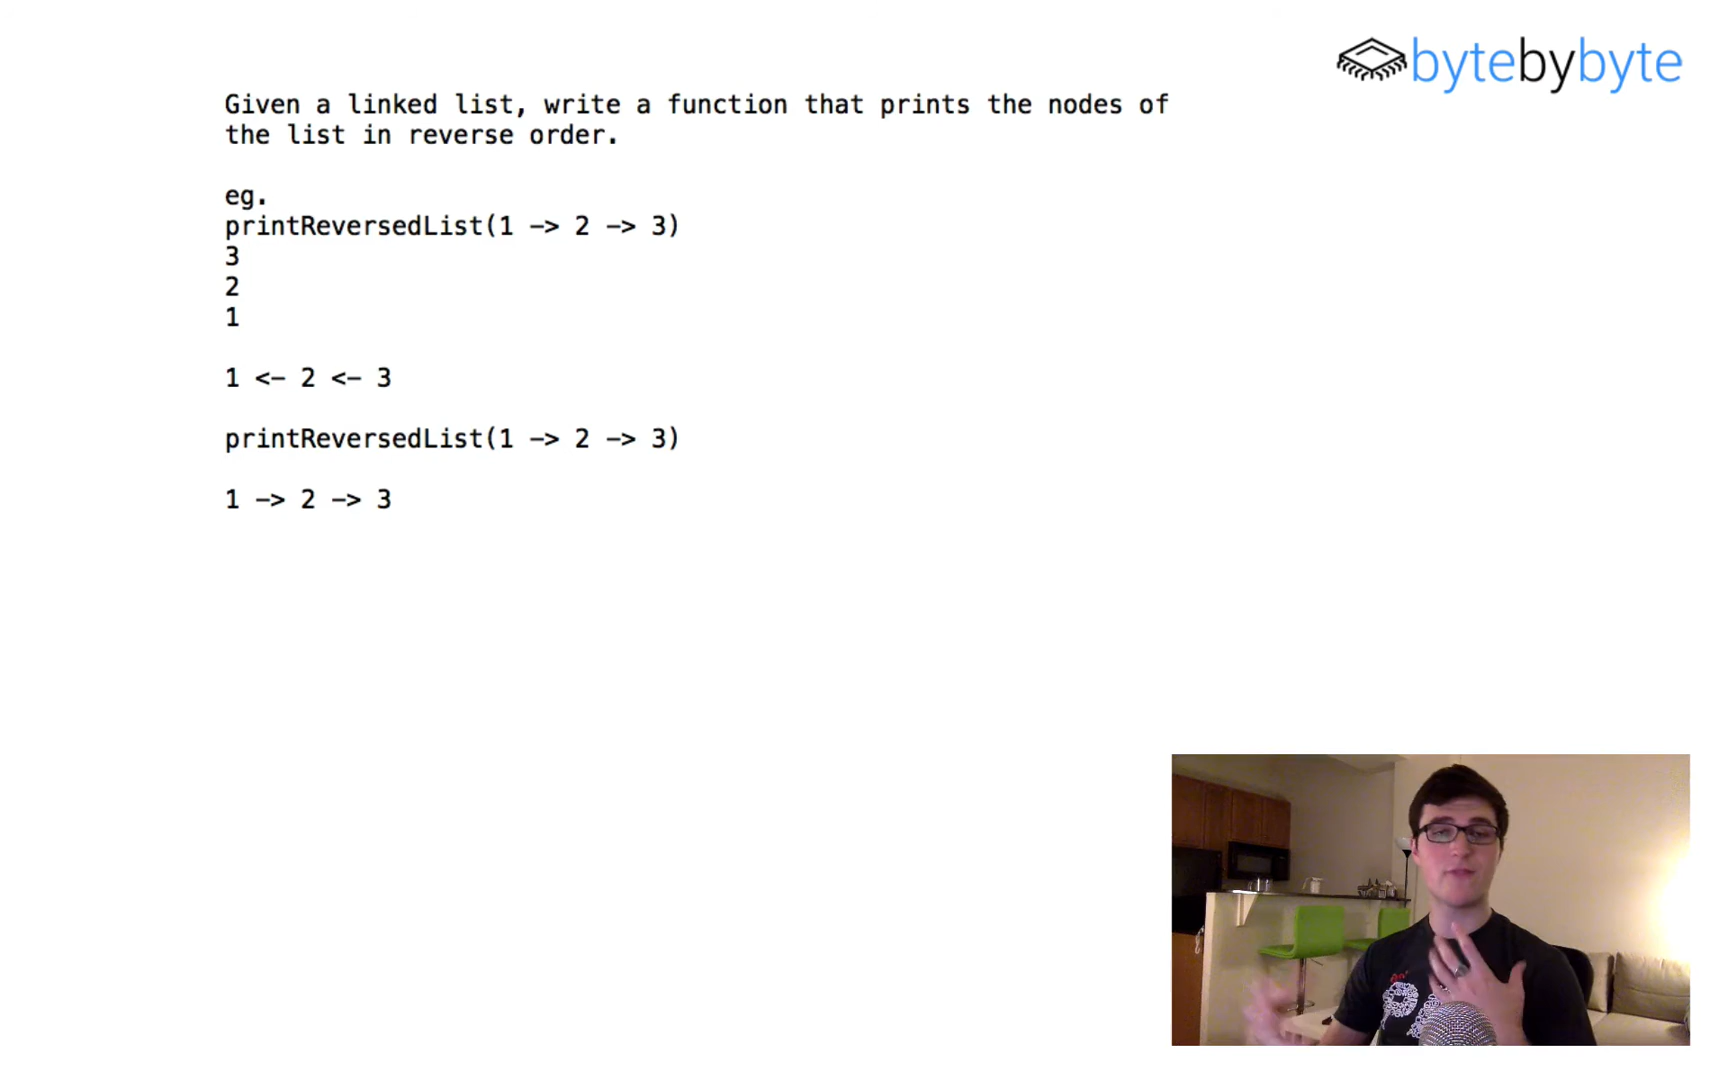 bytebybyte
Given a linked list, write a function that prints the nodes of
the list in reverse order.
eg.
printReversedList(1 -> 2 -> 3)
3
2
1
1 <- 2 <- 3
printReversedList(1 -> 2 -> 3)
1 -> 2 -> 3